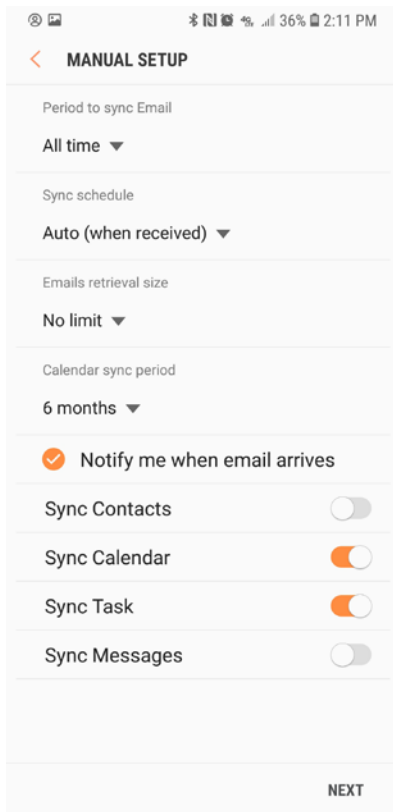 36% 2:11 PM
MANUAL SETUP
Period to sync Email
All time
Sync schedule
Auto (when received)
Emails retrieval size
No limit
Calendar sync period
6 months
Notify me when email arrives
Sync Contacts
Sync Calendar
Sync Task
Sync Messages
NEXT